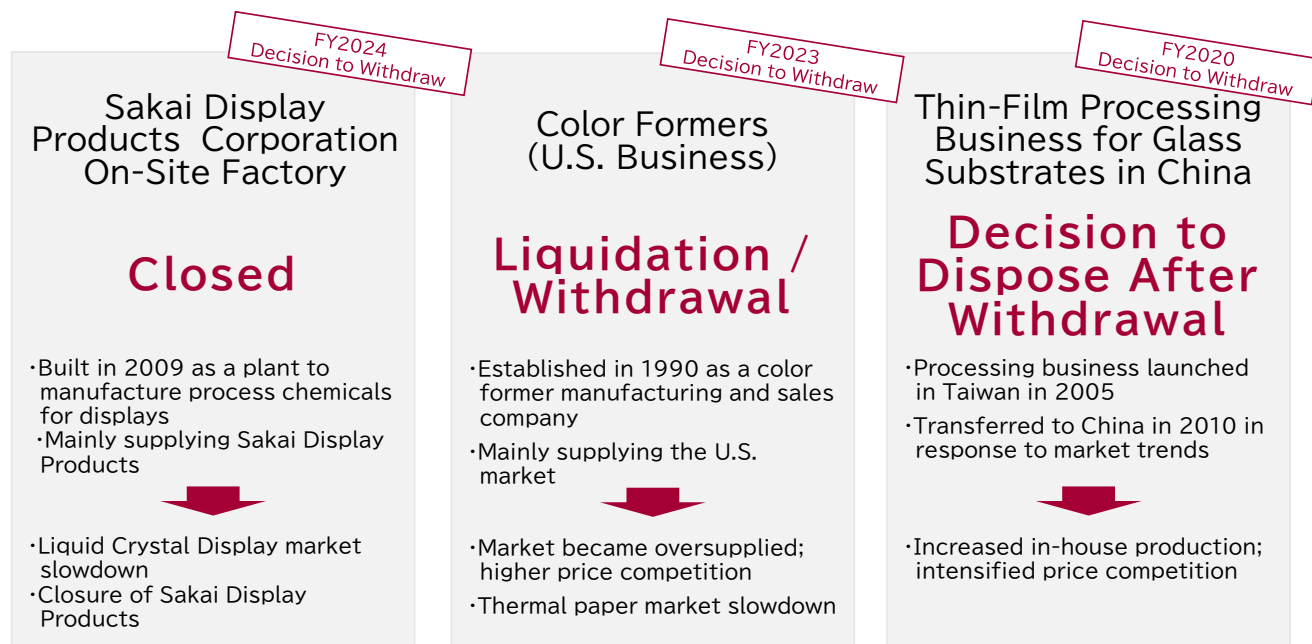 FY2024
Decision to Withdraw
Sakai Display
Products Corporation
On-Site Factory
Closed
・Built in 2009 as a plant to
manufacture process chemicals
for displays
・Mainly supplying Sakai Display
Products
・Liquid Crystal Display market
slowdown
・Closure of Sakai Display
Products
FY2023
Decision to Withdraw
Color Formers
(U.S. Business)
Liquidation /
Withdrawal
・Established in 1990 as a color
former manufacturing and sales
company
・Mainly supplying the U.S.
market
・Market became oversupplied;
higher price competition
・Thermal paper market slowdown
FY2020
Decision to Withdraw
Thin-Film Processing
Business for Glass
Substrates in China
Decision to
Dispose After
Withdrawal
・Processing business launched
in Taiwan in 2005
・Transferred to China in 2010 in
response to market trends
・Increased in-house production;
intensified price competition